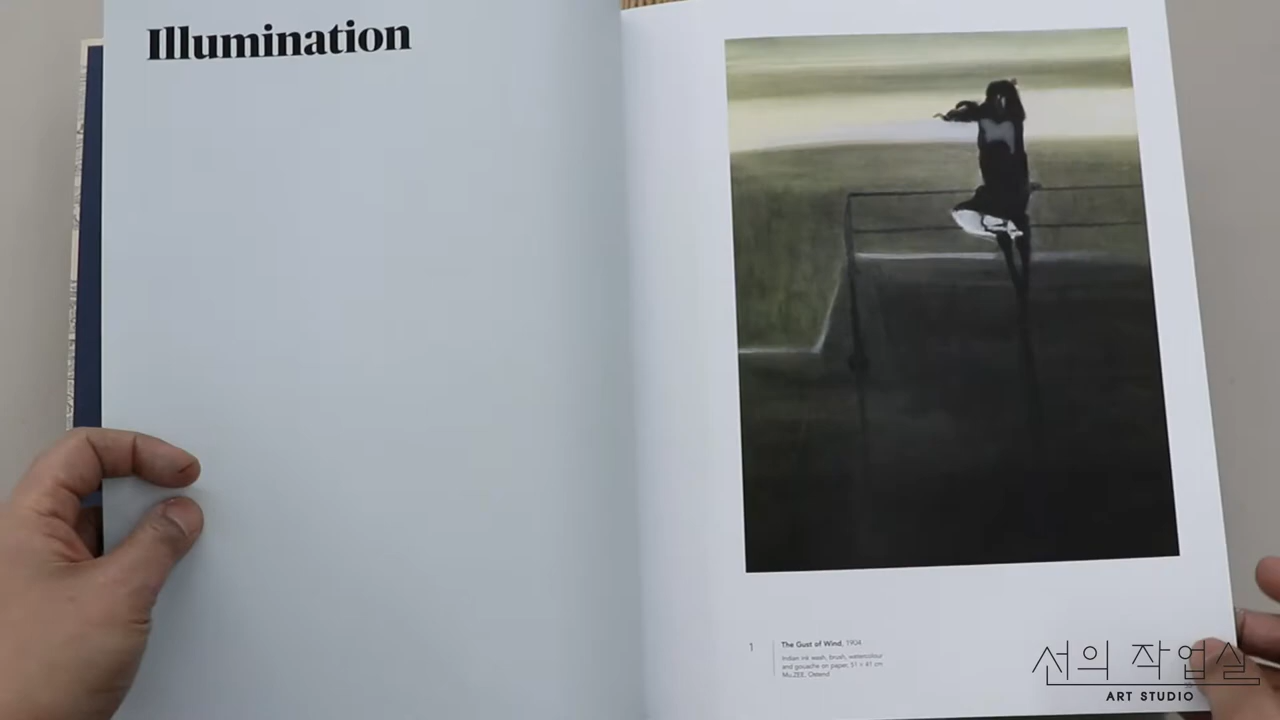 Illumination
1
The Gust of Wind, 1904
Indian ink wash, brush, watercolour
and gouache on paper, 51 × 41 cm
Mu.ZEE, Ostend
선의 작업실
ART STUDIO